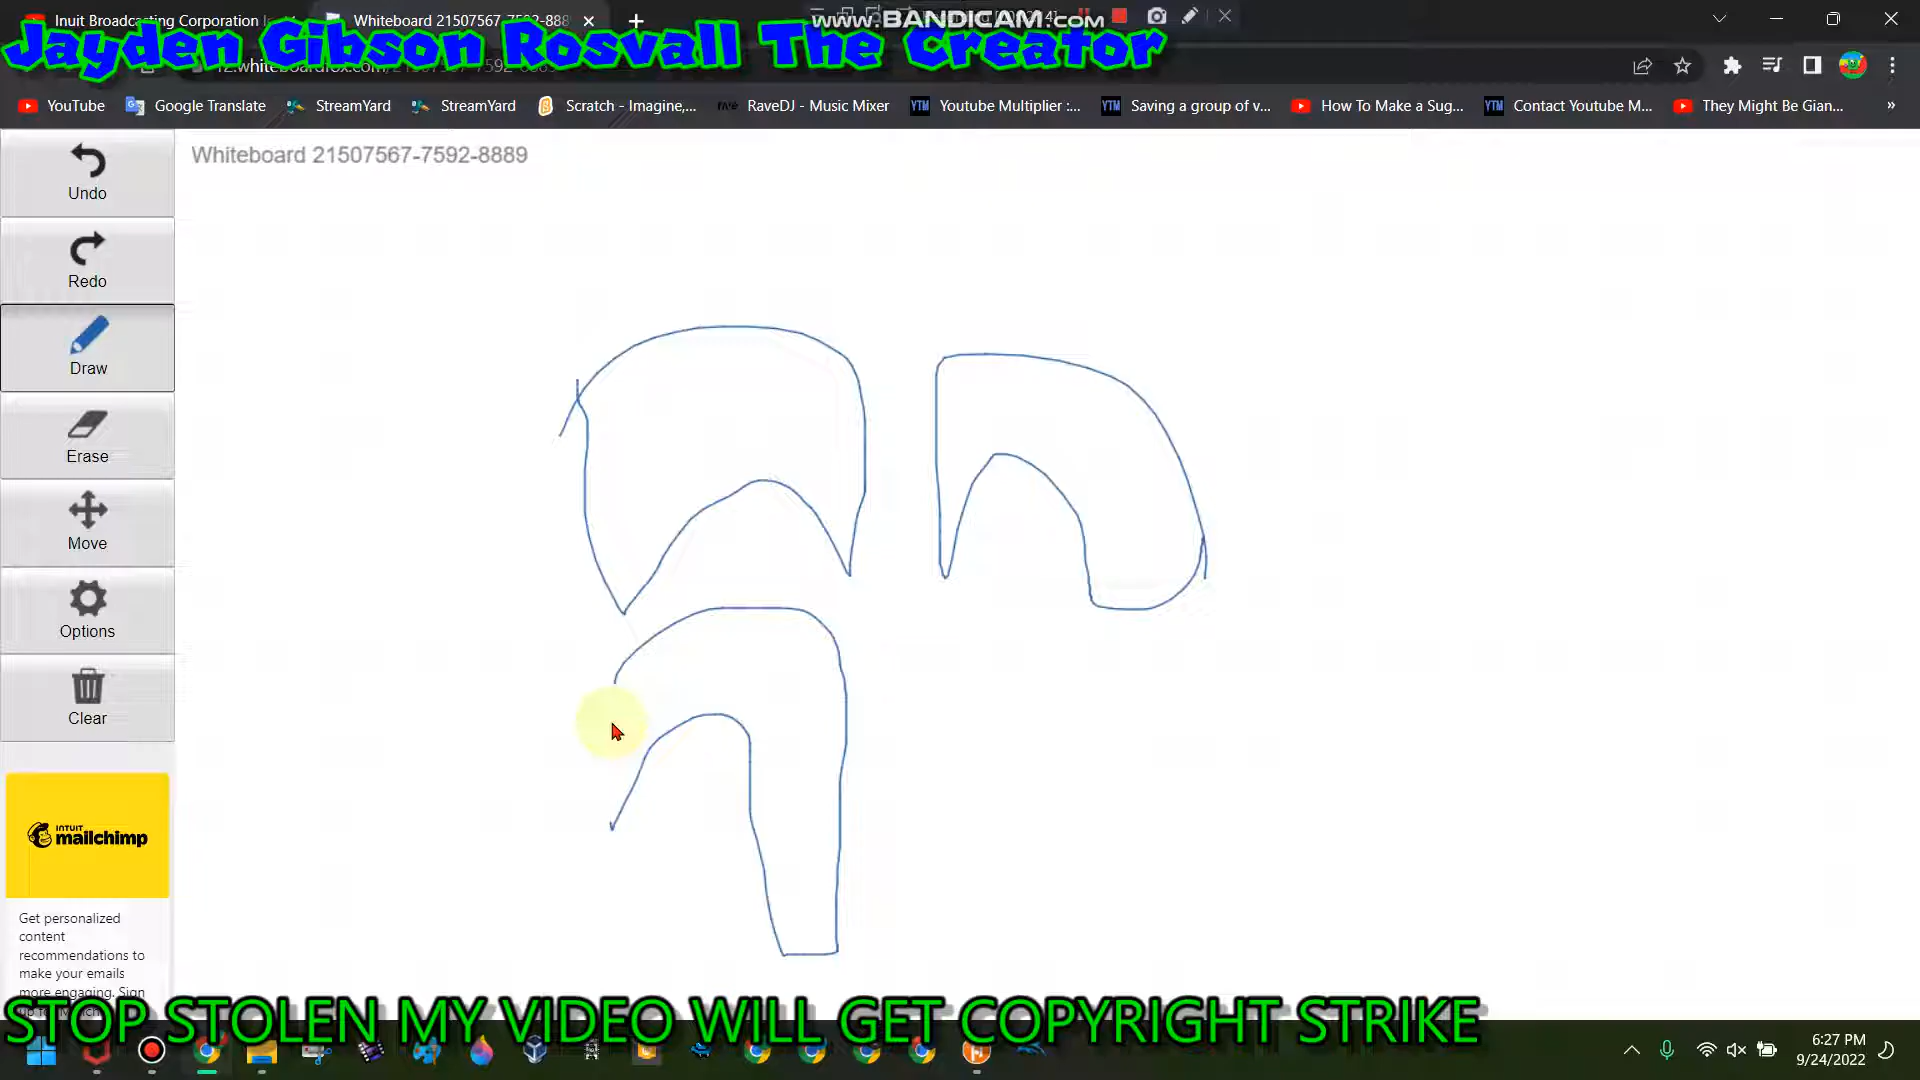 Inuit Broadcasting Corporation
Whiteboard 21507567-7592-888
www.BANDICAM.com
Jayden Gibson Rosvall The Creator
YouTube
Google Translate
StreamYard
StreamYard
Scratch - Imagine,...
RaveDJ - Music Mixer
Youtube Multiplier :...
Saving a group of v...
How To Make a Sug...
Contact Youtube M...
They Might Be Gian...
»
Whiteboard 21507567-7592-8889
Undo
Redo
Draw
Erase
Move
Options
Clear
INTUIT
mailchimp
Get personalized
content
recommendations to
make your emails
more engaging. Sign
STOP STOLEN MY VIDEO WILL GET COPYRIGHT STRIKE
6:27 PM
9/24/2022